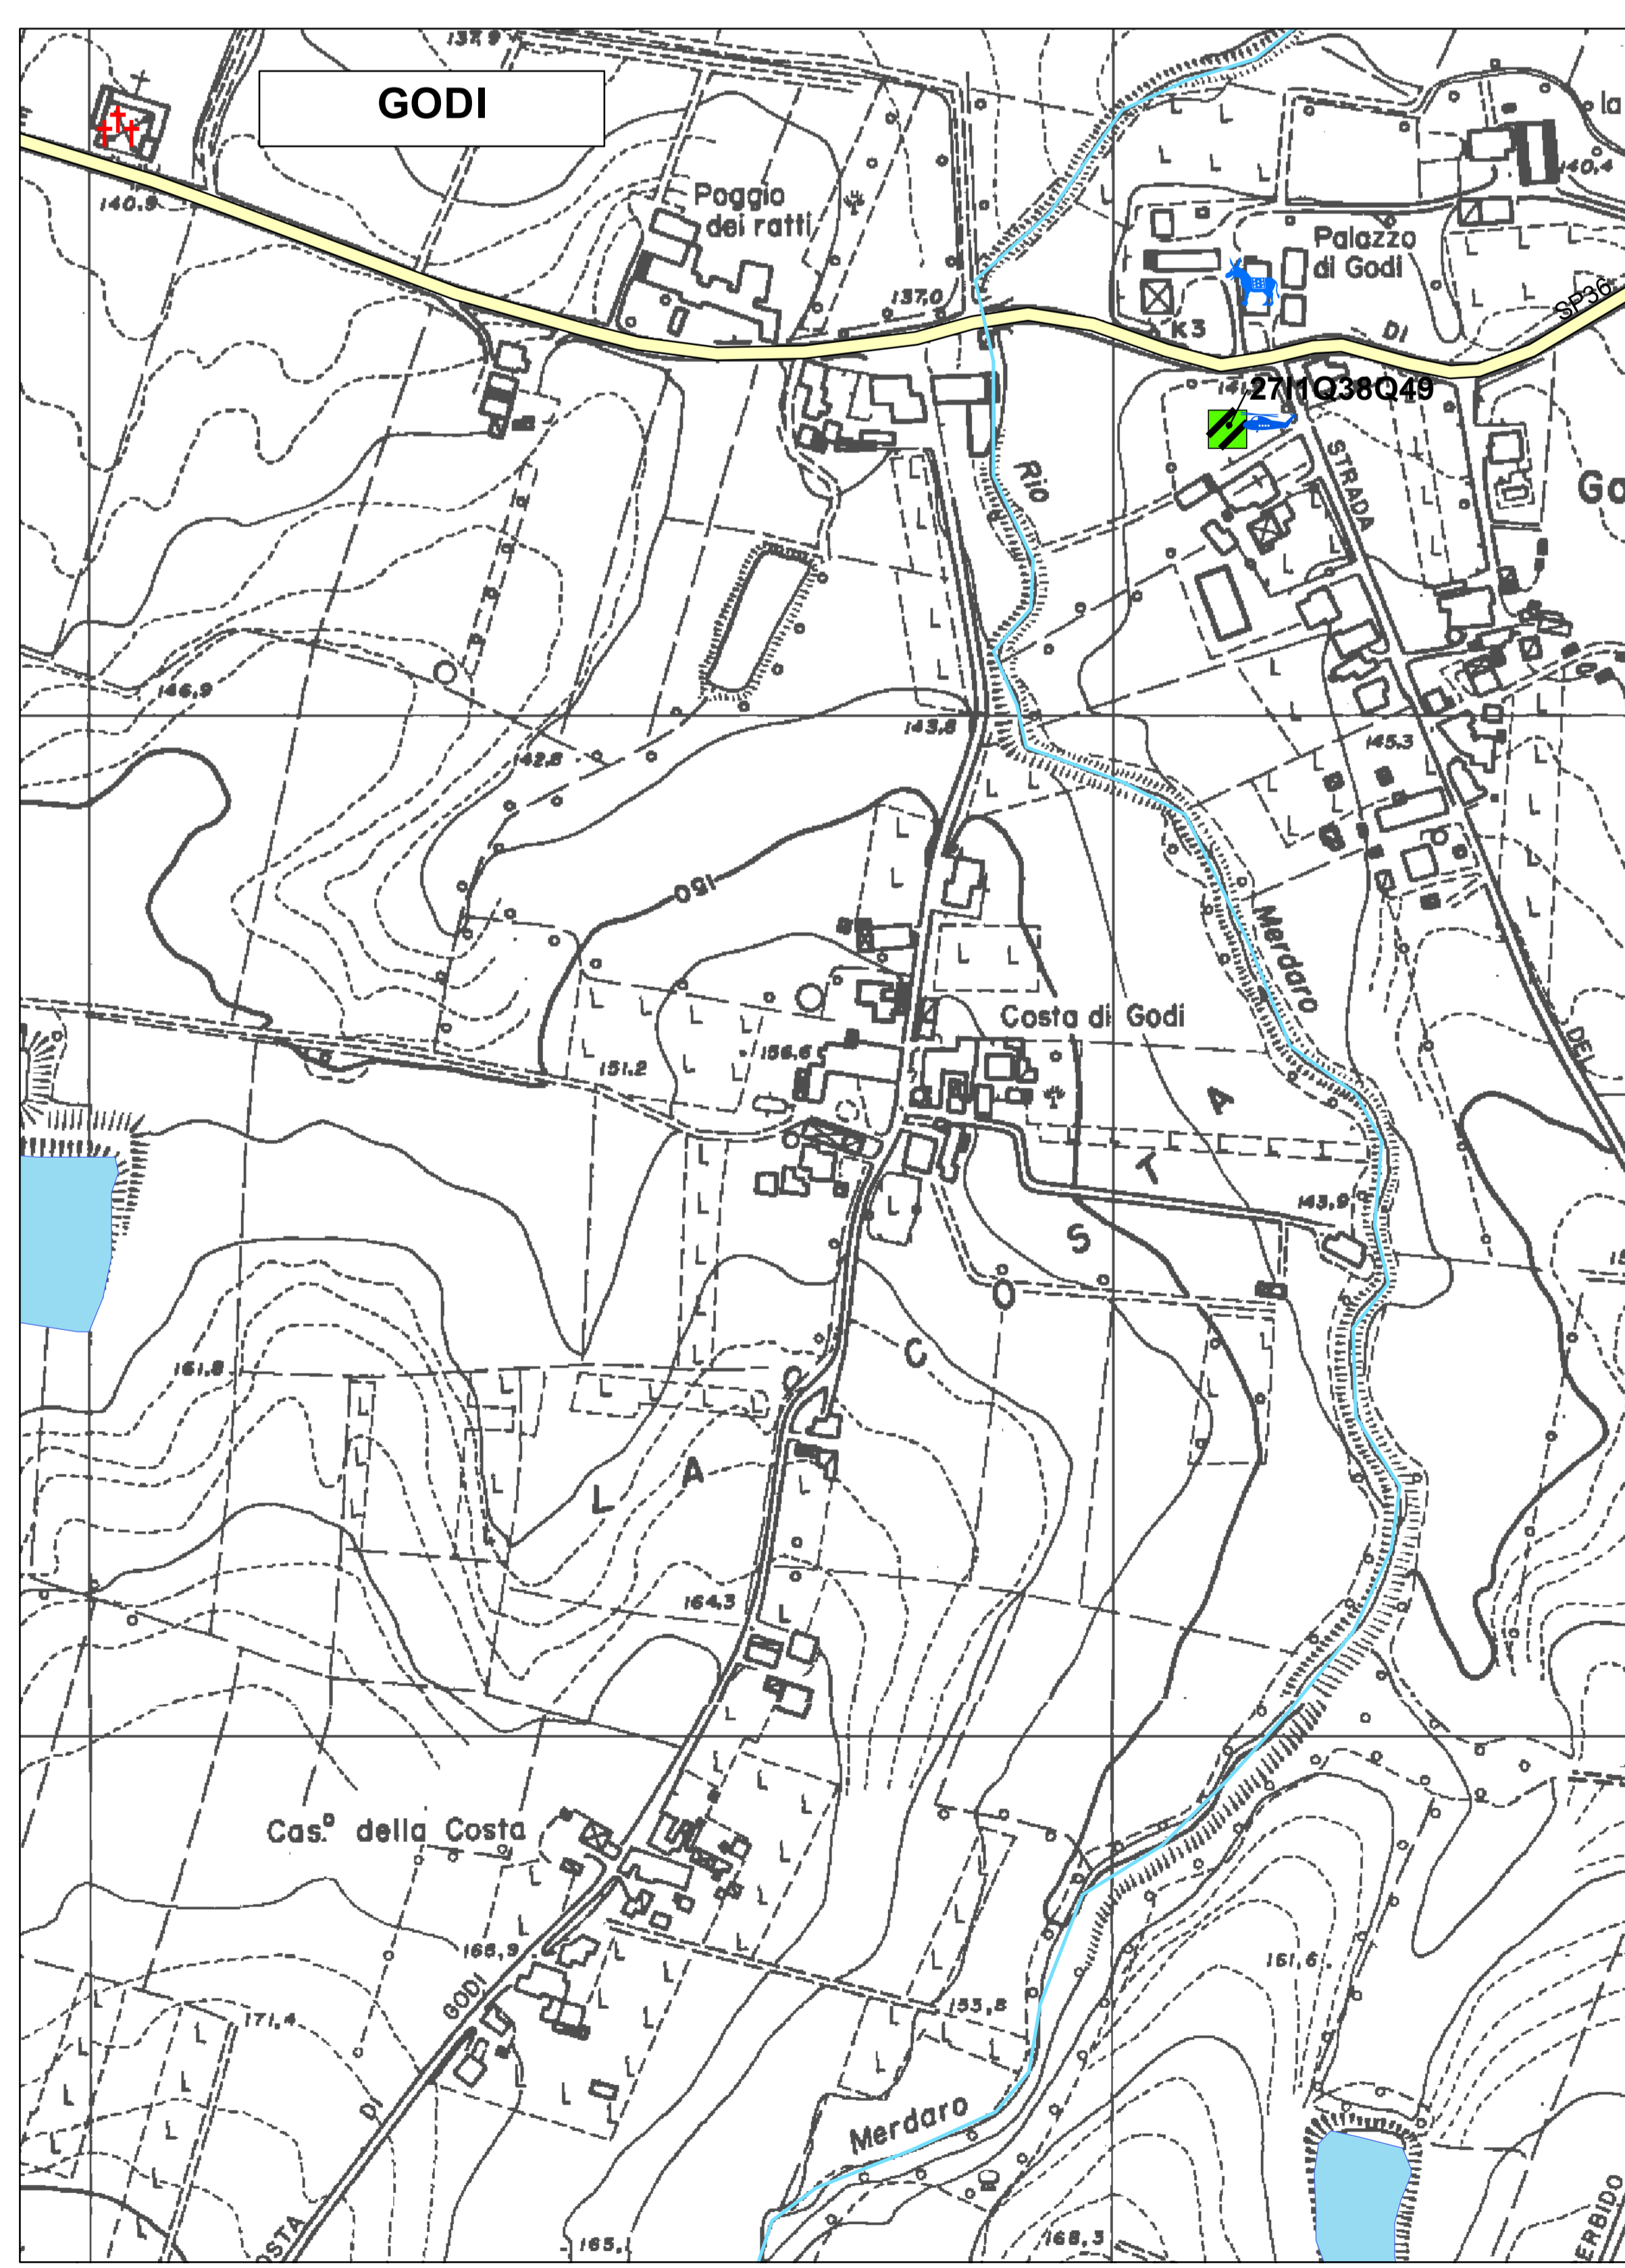 137,9
GODI
la
140,4
140,9
Poggio
dei ratti
Palazzo
di Godi
137,0
SP36
K3
DI
27I1Q38Q49
STRADA
Rio
Go
146,9
143,8
145.3
142,8
150
Merdaro
Costa di Godi
DEL
156.6
151.2
A
T
143,9
S
C
161,8
A
L
164,3
Cas.º della Costa
166,9
GODI
161,6
153,8
171,4
DI
Merdaro
OSTA
165,
168,3
ERBIDO